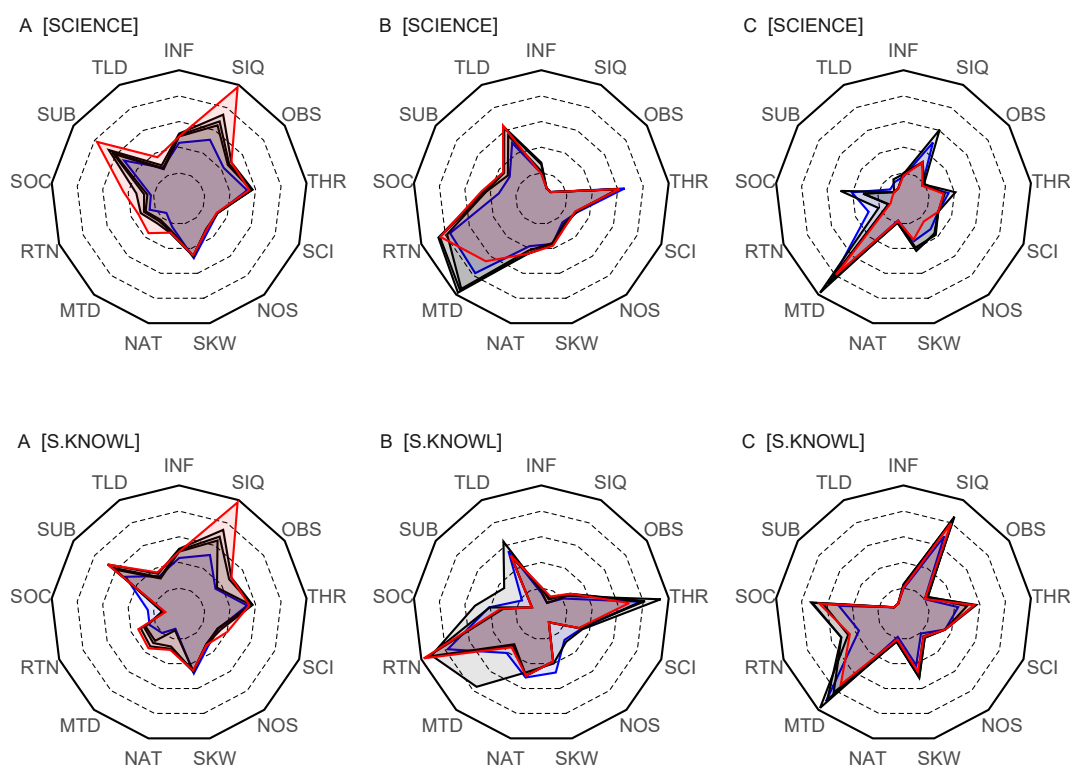 A [SCIENCE]
B [SCIENCE]
C [SCIENCE]
INF
SIQ
OBS
THR
SCI
NOS
SKW
NAT
MTD
RTN
SOC
SUB
TLD
INF
SIQ
OBS
THR
SCI
NOS
SKW
NAT
MTD
RTN
SOC
SUB
TLD
INF
SIQ
OBS
THR
SCI
NOS
SKW
NAT
MTD
RTN
SOC
SUB
TLD
A [S.KNOWL]
B [S.KNOWL]
C [S.KNOWL]
INF
SIQ
OBS
THR
SCI
NOS
SKW
NAT
MTD
RTN
SOC
SUB
TLD
INF
SIQ
OBS
THR
SCI
NOS
SKW
NAT
MTD
RTN
SOC
SUB
TLD
INF
SIQ
OBS
THR
SCI
NOS
SKW
NAT
MTD
RTN
SOC
SUB
TLD